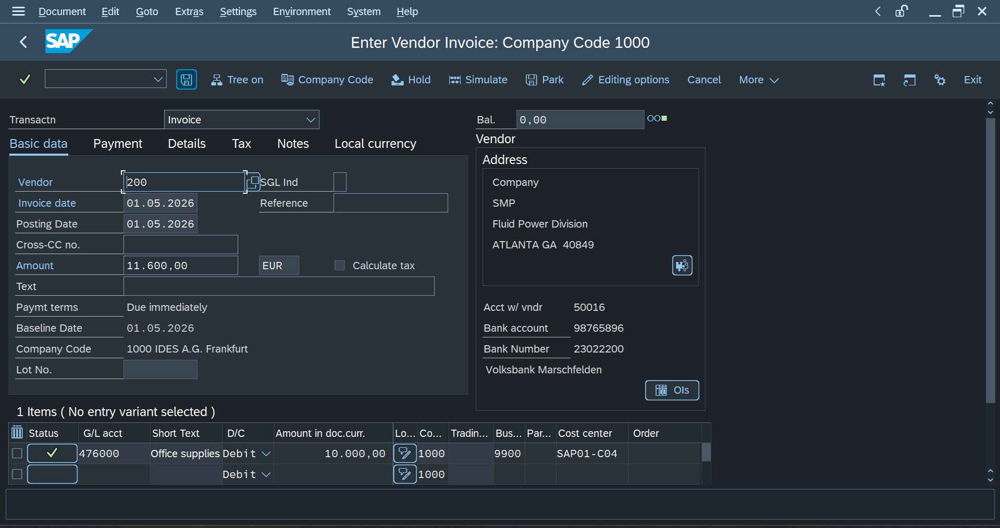 Document Edit Goto Extras Settings Environment System Help
SAP
Enter Vendor Invoice: Company Code 1000
Tree on Company Code Hold Simulate Park Editing options Cancel More Exit
Transactn Invoice
Bal. 0,00
Basic data Payment Details Tax Notes Local currency
Vendor 200 SGL Ind
Invoice date 01.05.2026 Reference
Posting Date 01.05.2026
Cross-CC no.
Amount 11.600,00 EUR Calculate tax
Text
Paymt terms Due immediately
Baseline Date 01.05.2026
Company Code 1000 IDES A.G. Frankfurt
Lot No.
Vendor
Address
Company
SMP
Fluid Power Division
ATLANTA GA 40849
Acct w/ vndr 50016
Bank account 98765896
Bank Number 23022200
Volksbank Marschfelden
OIs
1 Items ( No entry variant selected )
Status G/L acct Short Text D/C Amount in doc.curr. Lo... Co... Tradin... Bus... Par... Cost center Order
476000 Office supplies Debit 10.000,00 1000 9900 SAP01-C04
Debit 1000